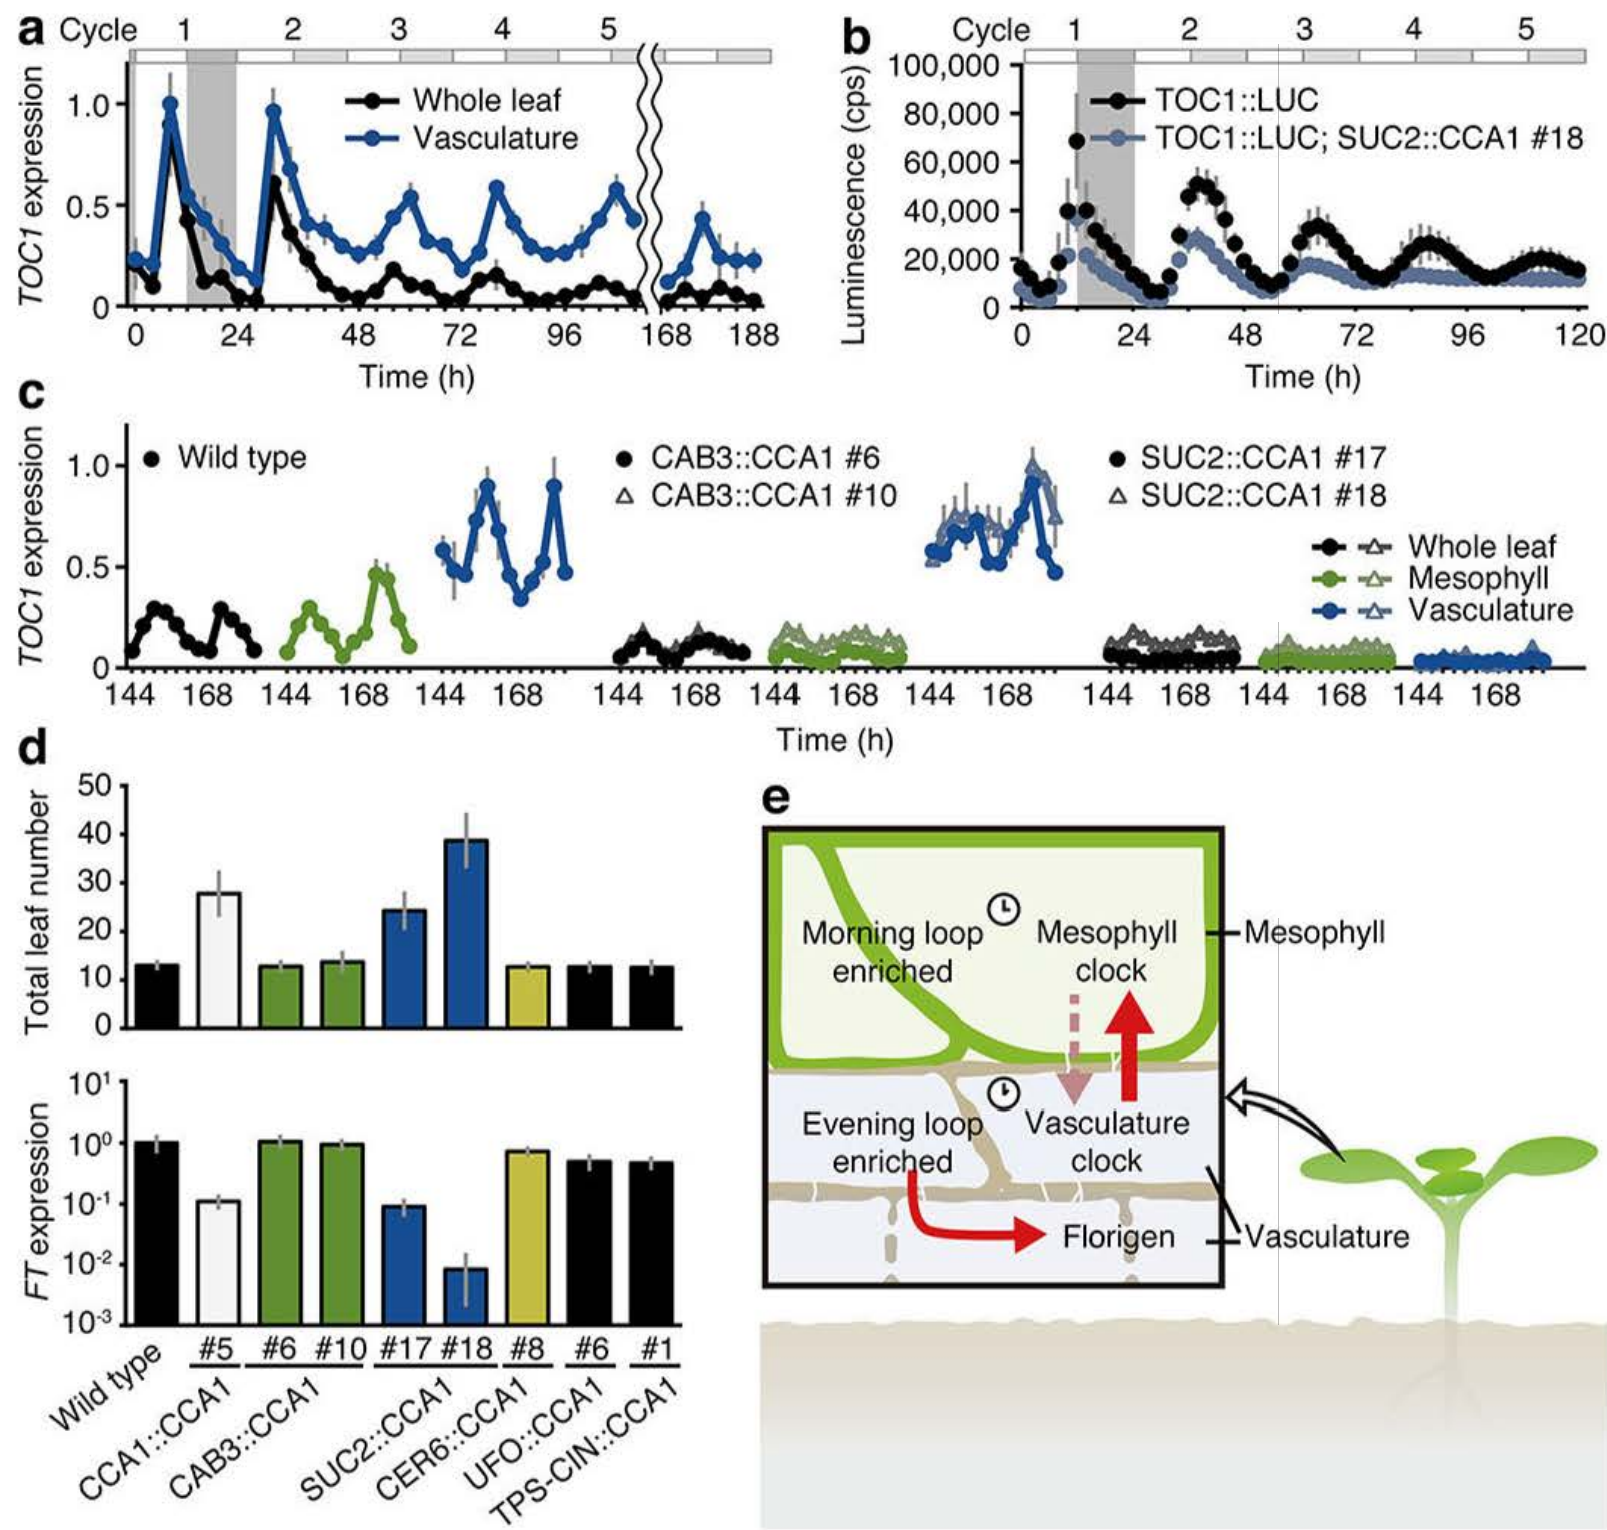 a
Cycle 1 2 3 4 5
TOC1 expression
1.0
0.5
0
Whole leaf
Vasculature
0 24 48 72 96 168 188
Time (h)
b
Cycle 1 2 3 4 5
Luminescence (cps)
100,000
80,000
60,000
40,000
20,000
0
TOC1::LUC
TOC1::LUC; SUC2::CCA1 #18
0 24 48 72 96 120
Time (h)
c
TOC1 expression
1.0
0.5
0
Wild type
CAB3::CCA1 #6
CAB3::CCA1 #10
SUC2::CCA1 #17
SUC2::CCA1 #18
Whole leaf
Mesophyll
Vasculature
144 168 144 168 144 168 144 168 144 168 144 168 144 168 144 168 144 168
Time (h)
d
Total leaf number
50
40
30
20
10
0
FT expression
10¹
10⁰
10⁻¹
10⁻²
10⁻³
#5 #6 #10 #17 #18 #8 #6 #1
Wild type
CCA1::CCA1
CAB3::CCA1
SUC2::CCA1
CER6::CCA1
UFO::CCA1
TPS-CIN::CCA1
e
Morning loop
enriched
Mesophyll
clock
Mesophyll
Evening loop
enriched
Vasculature
clock
Florigen
Vasculature